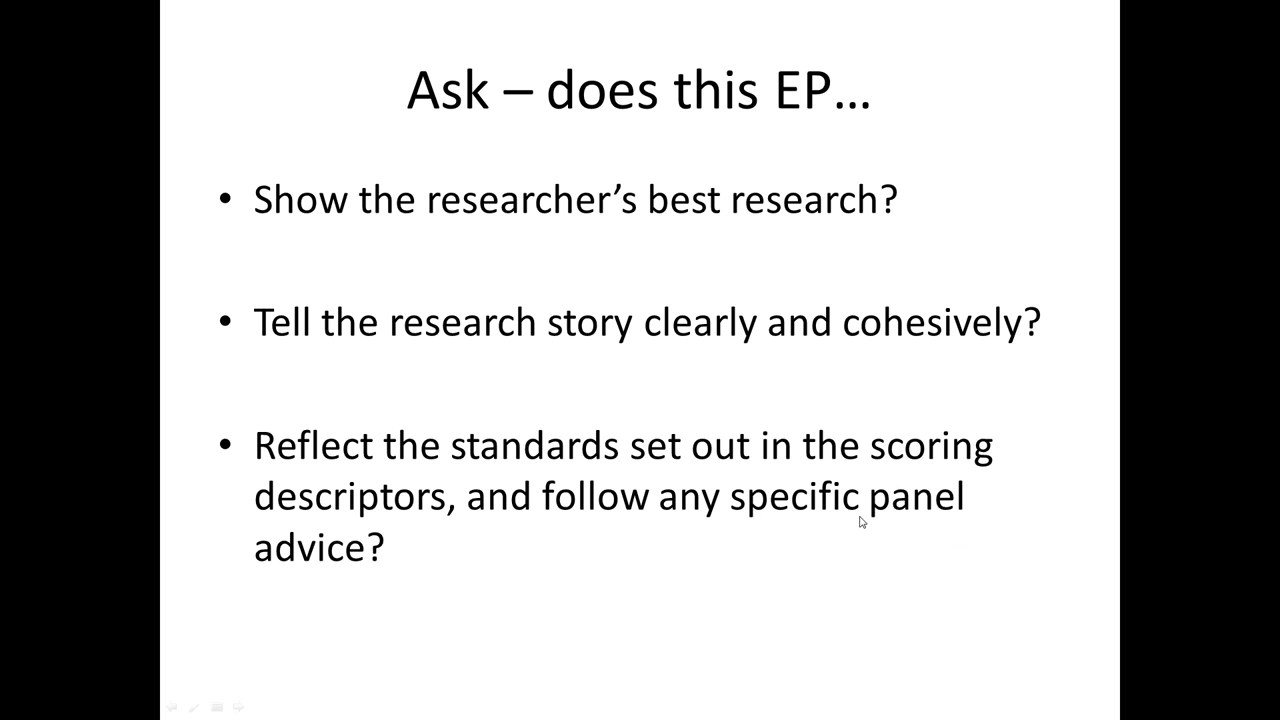 Ask – does this EP…
• Show the researcher’s best research?
• Tell the research story clearly and cohesively?
• Reflect the standards set out in the scoring
descriptors, and follow any specific panel
advice?